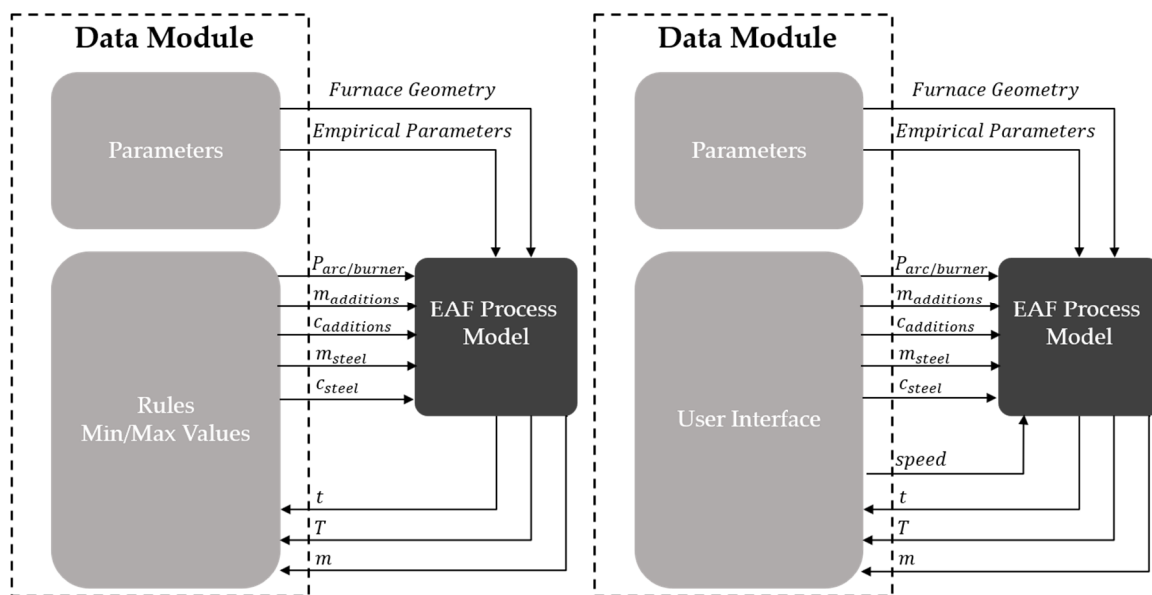 Data Module
Furnace Geometry
Empirical Parameters
Parameters
P_arc/burner
m_additions
c_additions
m_steel
c_steel
EAF Process
Model
Rules
Min/Max Values
t
T
m
Data Module
Furnace Geometry
Empirical Parameters
Parameters
P_arc/burner
m_additions
c_additions
m_steel
c_steel
EAF Process
Model
User Interface
speed
t
T
m